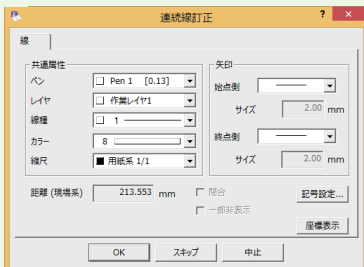 連続線訂正
? ×
線
共通属性
ペン Pen 1 [0.13]
レイヤ 作業レイヤ1
線種 1
カラー 8
縮尺 用紙系 1/1
矢印
始点側
サイズ 2.00 mm
終点側
サイズ 2.00 mm
距離 (現場系) 213.553 mm
閉合
一部非表示
記号設定...
座標表示
OK スキップ 中止